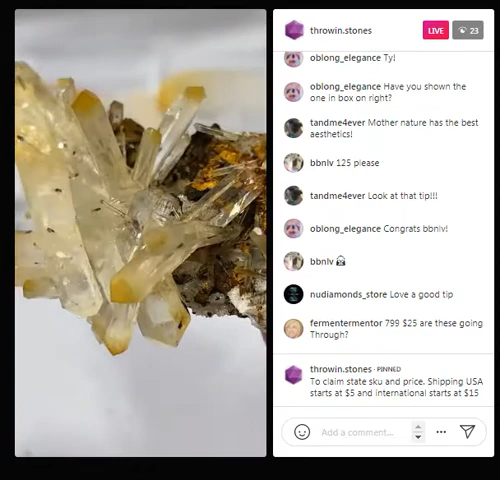 throwin.stones
LIVE
23
oblong_elegance Ty!
oblong_elegance Have you shown the
one in box on right?
tandme4ever Mother nature has the best
aesthetics!
bbnlv 125 please
tandme4ever Look at that tip!!!
oblong_elegance Congrats bbnlv!
bbnlv
nudiamonds_store Love a good tip
fermentermentor 799 $25 are these going
Through?
throwin.stones · PINNED
To claim state sku and price. Shipping USA
starts at $5 and international starts at $15
Add a comment...